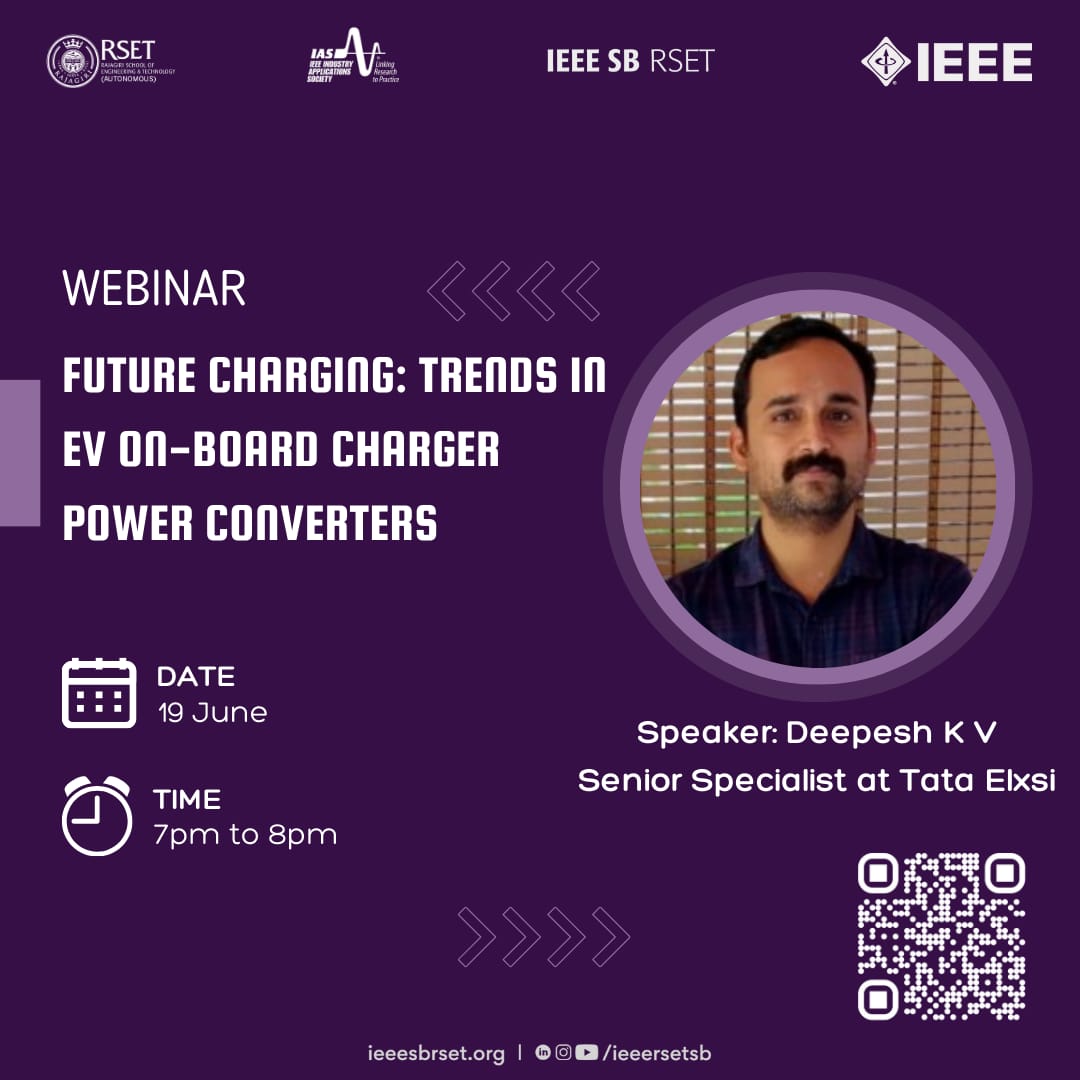 RSET
RAJAGIRI SCHOOL OF
ENGINEERING & TECHNOLOGY
(AUTONOMOUS)
RAJAGIRI
IAS
IEEE INDUSTRY
APPLICATIONS
SOCIETY
Linking
Research
to Practice
IEEE SB RSET
IEEE
WEBINAR
FUTURE CHARGING: TRENDS IN
EV ON-BOARD CHARGER
POWER CONVERTERS
DATE
19 June
TIME
7pm to 8pm
Speaker: Deepesh K V
Senior Specialist at Tata Elxsi
ieeesbrset.org | in /ieeersetsb